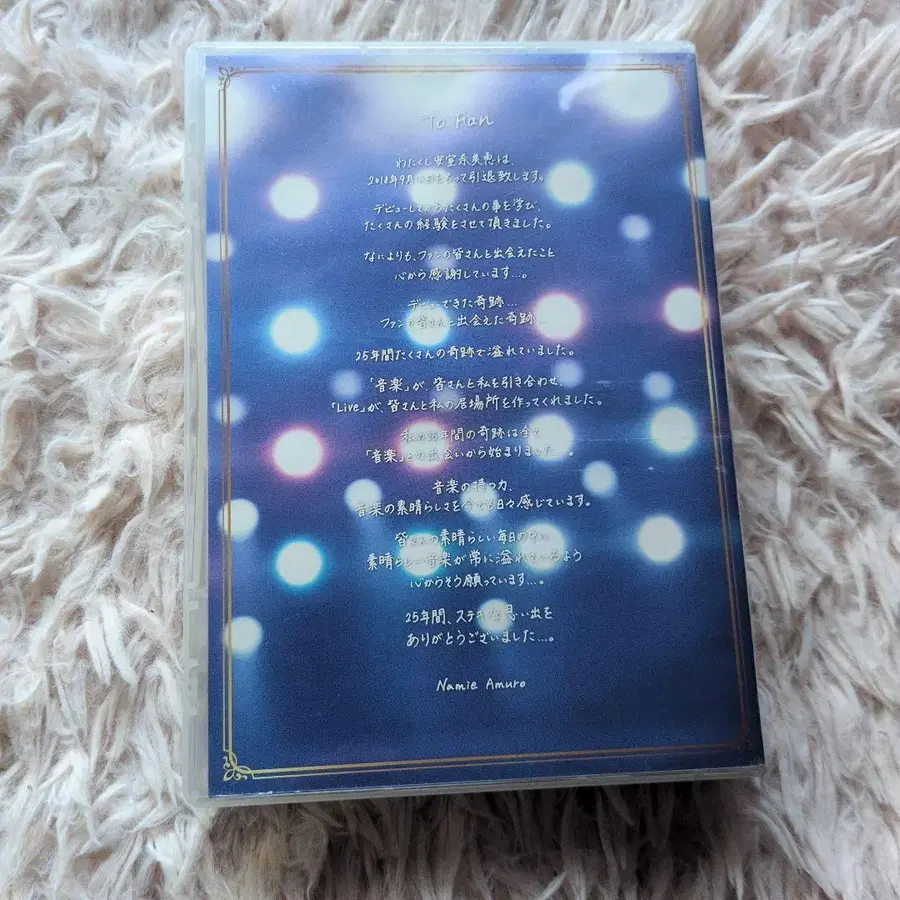 To Fan
わたくし安室奈美恵は、
2018年9月 日をもって引退致します。
デビューしてからたくさんの事を学び、
たくさんの経験をさせて頂きました。
なによりも、ファンの皆さんと出会えたこと
心から感謝しています...。
デビューできた奇跡...
ファンの皆さんと出会えた奇跡...
25年間たくさんの奇跡で溢れていました。
「音楽」が、皆さんと私を引き合わせ、
「Live」が、皆さんと私の居場所を作ってくれました。
私の25年間の奇跡は全て
「音楽」との出会いから始まりました...。
音楽の持つ力、
音楽の素晴らしさを今でも日々感じています。
皆さんの素晴らしい毎日の中に、
素晴らしい音楽が常に溢れているよう
心からそう願っています...。
25年間、ステキな思い出を
ありがとうございました...。
Namie Amuro